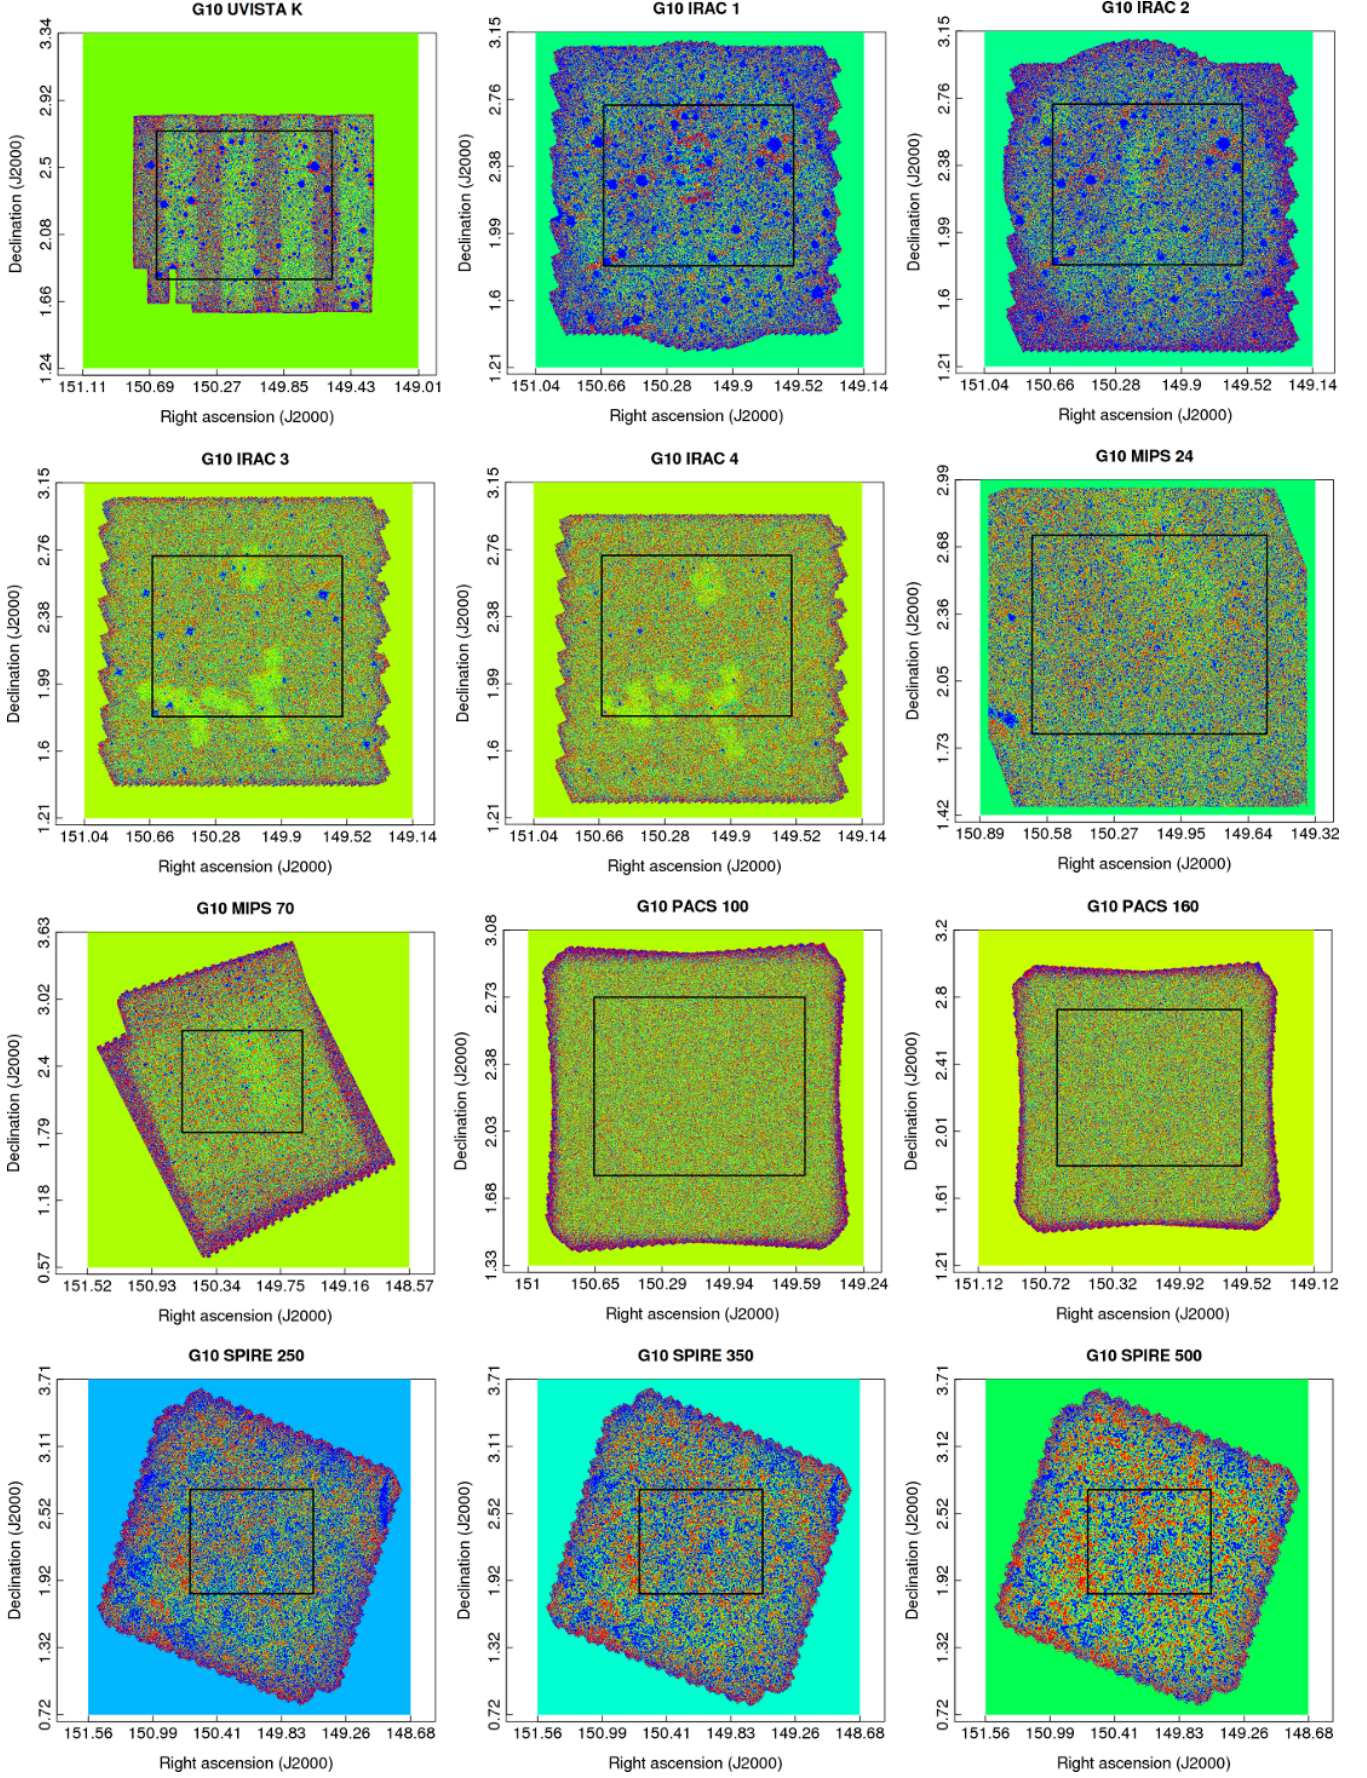 G10 UVISTA K
G10 IRAC 1
G10 IRAC 2
3.34
2.92
2.5
2.08
1.66
1.24
Declination (J2000)
151.11 150.69 150.27 149.85 149.43 149.01
Right ascension (J2000)
3.15
2.76
2.38
1.99
1.6
1.21
Declination (J2000)
151.04 150.66 150.28 149.9 149.52 149.14
Right ascension (J2000)
3.15
2.76
2.38
1.99
1.6
1.21
Declination (J2000)
151.04 150.66 150.28 149.9 149.52 149.14
Right ascension (J2000)
G10 IRAC 3
G10 IRAC 4
G10 MIPS 24
3.15
2.76
2.38
1.99
1.6
1.21
Declination (J2000)
151.04 150.66 150.28 149.9 149.52 149.14
Right ascension (J2000)
3.15
2.76
2.38
1.99
1.6
1.21
Declination (J2000)
151.04 150.66 150.28 149.9 149.52 149.14
Right ascension (J2000)
2.99
2.68
2.36
2.05
1.73
1.42
Declination (J2000)
150.89 150.58 150.27 149.95 149.64 149.32
Right ascension (J2000)
G10 MIPS 70
G10 PACS 100
G10 PACS 160
3.63
3.02
2.4
1.79
1.18
0.57
Declination (J2000)
151.52 150.93 150.34 149.75 149.16 148.57
Right ascension (J2000)
3.08
2.73
2.38
2.03
1.68
1.33
Declination (J2000)
151 150.65 150.29 149.94 149.59 149.24
Right ascension (J2000)
3.2
2.8
2.41
2.01
1.61
1.21
Declination (J2000)
151.12 150.72 150.32 149.92 149.52 149.12
Right ascension (J2000)
G10 SPIRE 250
G10 SPIRE 350
G10 SPIRE 500
3.71
3.11
2.52
1.92
1.32
0.72
Declination (J2000)
151.56 150.99 150.41 149.83 149.26 148.68
Right ascension (J2000)
3.71
3.11
2.52
1.92
1.32
0.72
Declination (J2000)
151.56 150.99 150.41 149.83 149.26 148.68
Right ascension (J2000)
3.71
3.12
2.52
1.92
1.32
0.72
Declination (J2000)
151.56 150.99 150.41 149.83 149.26 148.68
Right ascension (J2000)